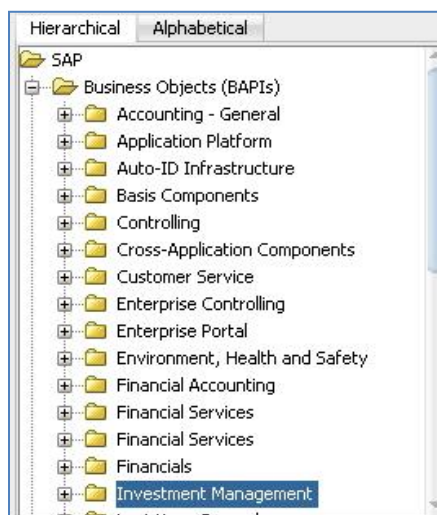 Hierarchical Alphabetical
SAP
Business Objects (BAPIs)
Accounting - General
Application Platform
Auto-ID Infrastructure
Basis Components
Controlling
Cross-Application Components
Customer Service
Enterprise Controlling
Enterprise Portal
Environment, Health and Safety
Financial Accounting
Financial Services
Financial Services
Financials
Investment Management